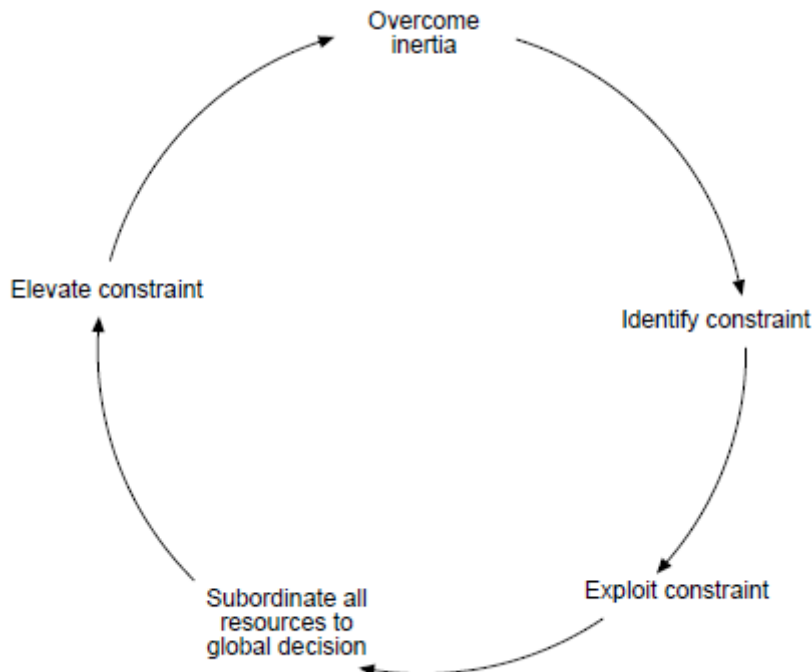 Overcome
inertia
Identify constraint
Exploit constraint
Subordinate all
resources to
global decision
Elevate constraint